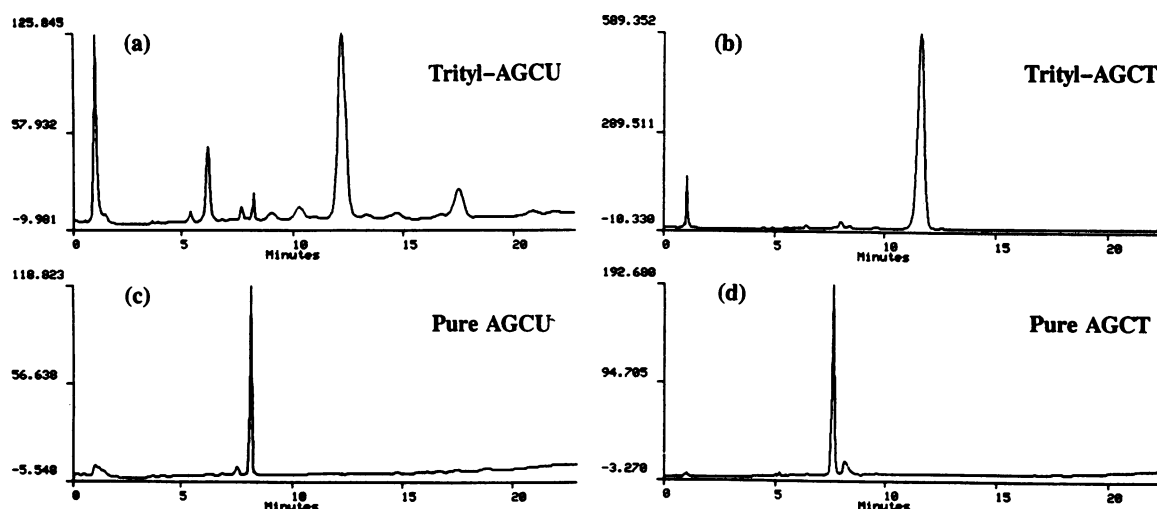 125.845
(a)
Trityl-AGCU
57.932
-9.981
0 5 10 15 20
Minutes
589.352
(b)
Trityl-AGCT
289.511
-10.330
0 5 10 15 20
Minutes
118.823
(c)
Pure AGCU
56.638
-5.548
0 5 10 15 20
Minutes
192.680
(d)
Pure AGCT
94.705
-3.270
0 5 10 15 20
Minutes